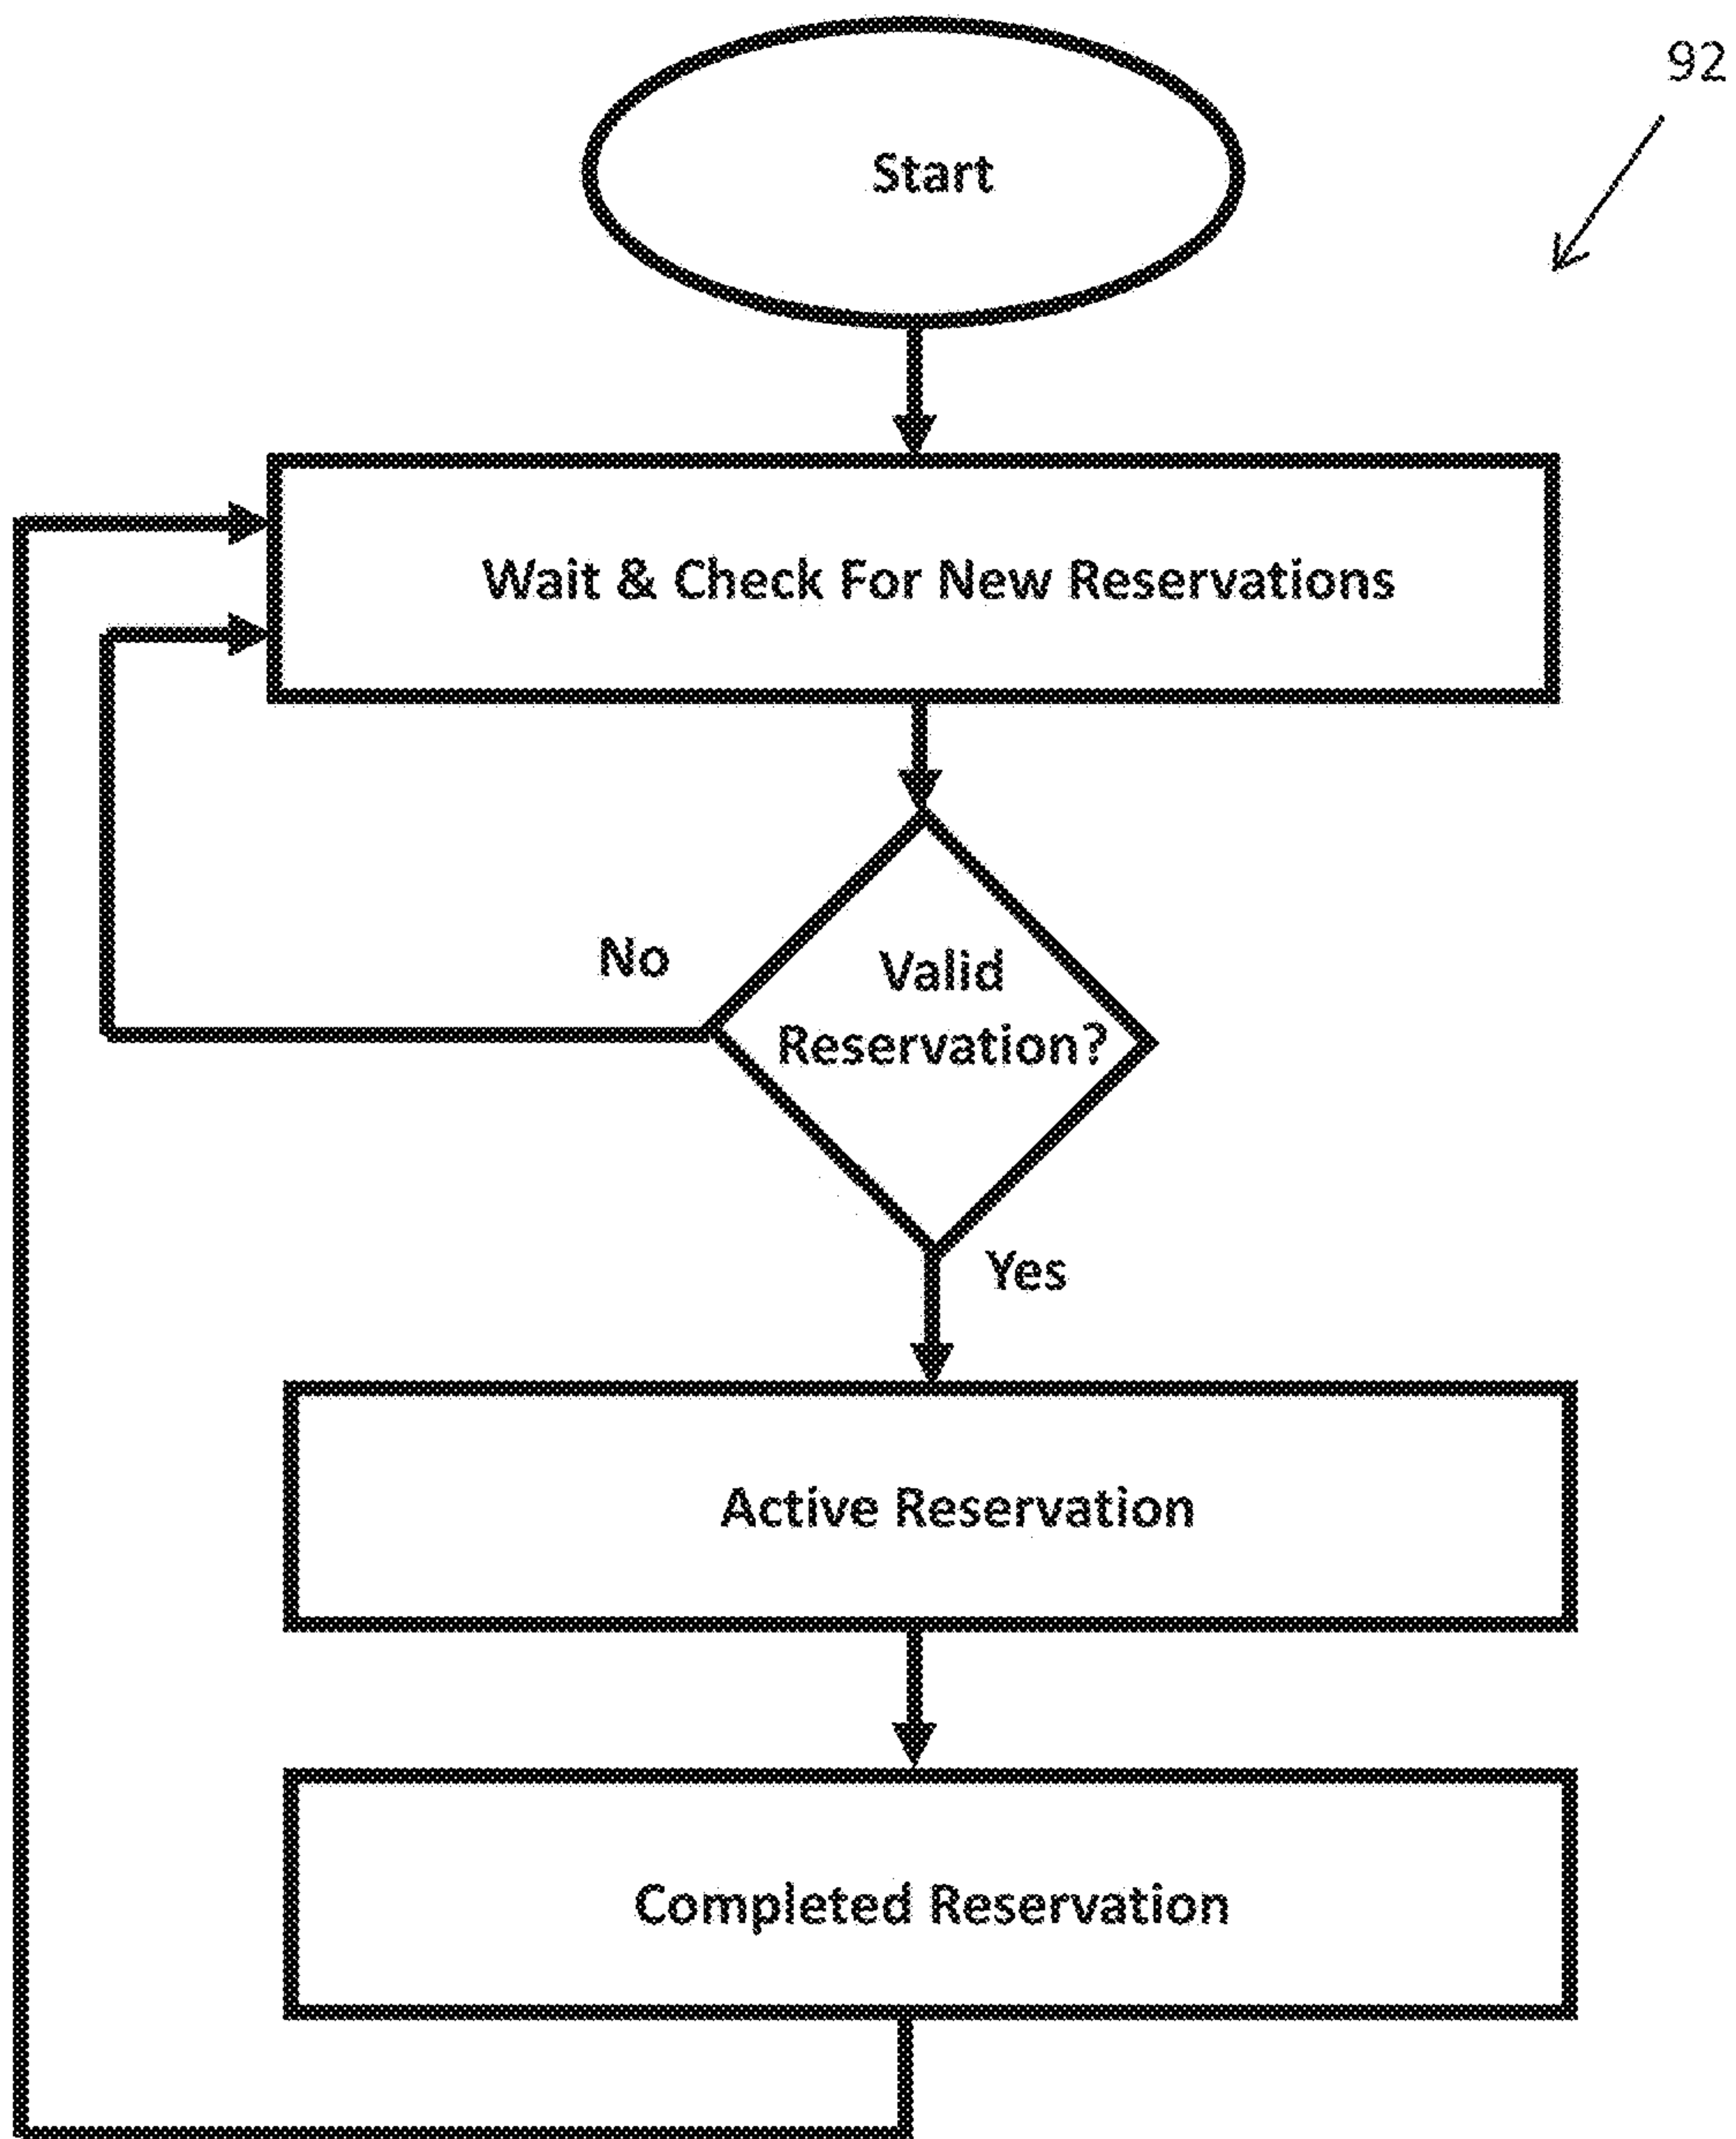 92
Start
Wait & Check For New Reservations
No
Valid
Reservation?
Yes
Active Reservation
Completed Reservation